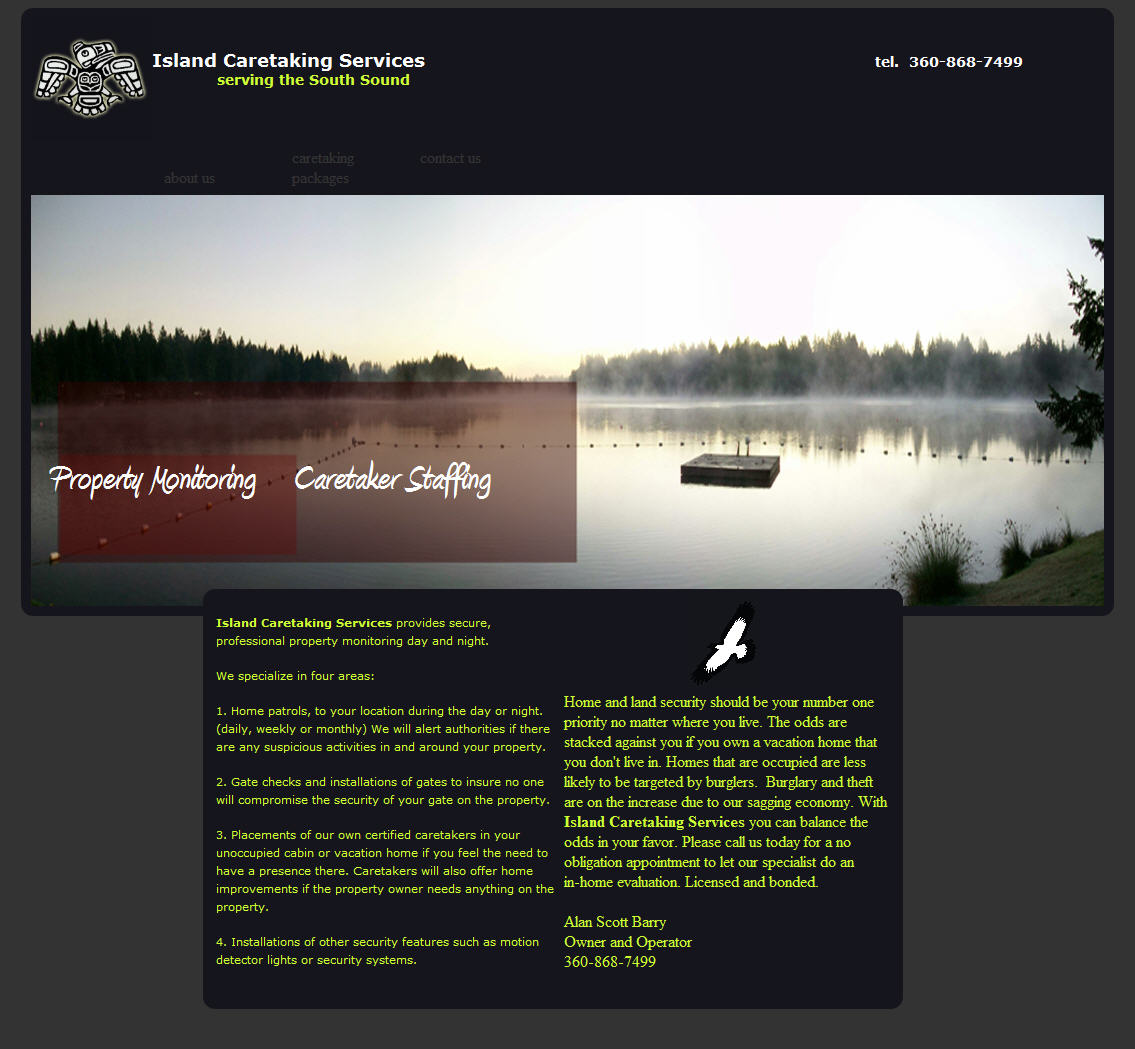 Island Caretaking Services
serving the South Sound
tel.  360-868-7499
about us
caretaking
packages
contact us
Property Monitoring
Caretaker Staffing
Island Caretaking Services provides secure,
professional property monitoring day and night.
We specialize in four areas:
1. Home patrols, to your location during the day or night.
(daily, weekly or monthly) We will alert authorities if there
are any suspicious activities in and around your property.
2. Gate checks and installations of gates to insure no one
will compromise the security of your gate on the property.
3. Placements of our own certified caretakers in your
unoccupied cabin or vacation home if you feel the need to
have a presence there. Caretakers will also offer home
improvements if the property owner needs anything on the
property.
4. Installations of other security features such as motion
detector lights or security systems.
Home and land security should be your number one
priority no matter where you live. The odds are
stacked against you if you own a vacation home that
you don't live in. Homes that are occupied are less
likely to be targeted by burglers.  Burglary and theft
are on the increase due to our sagging economy. With
Island Caretaking Services you can balance the
odds in your favor. Please call us today for a no
obligation appointment to let our specialist do an
in-home evaluation. Licensed and bonded.
Alan Scott Barry
Owner and Operator
360-868-7499